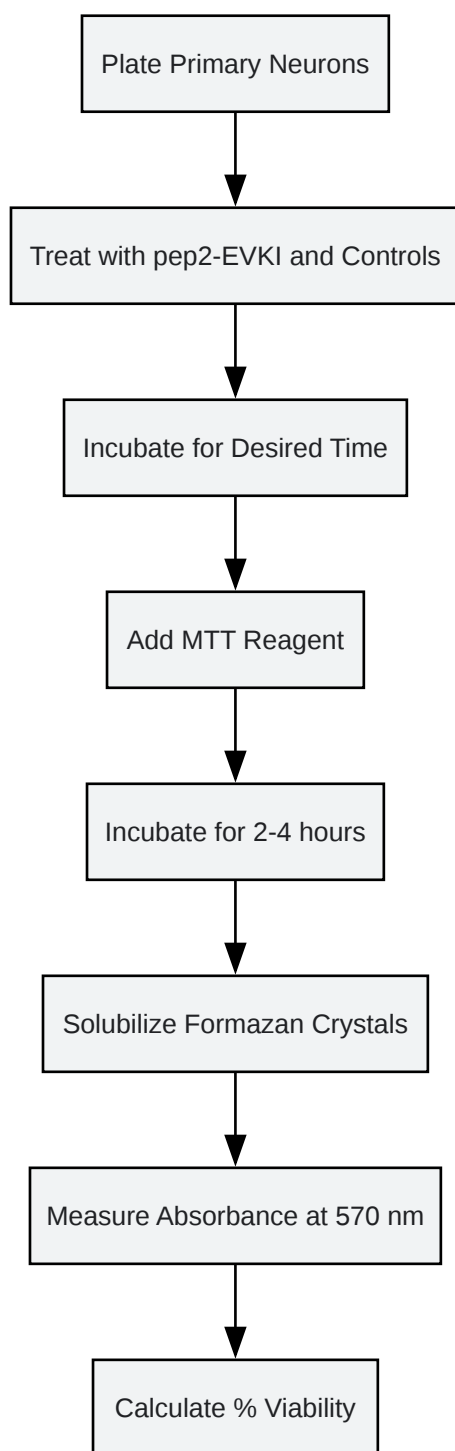 Plate Primary Neurons
Treat with pep2-EVKI and Controls
Incubate for Desired Time
Add MTT Reagent
Incubate for 2-4 hours
Solubilize Formazan Crystals
Measure Absorbance at 570 nm
Calculate % Viability